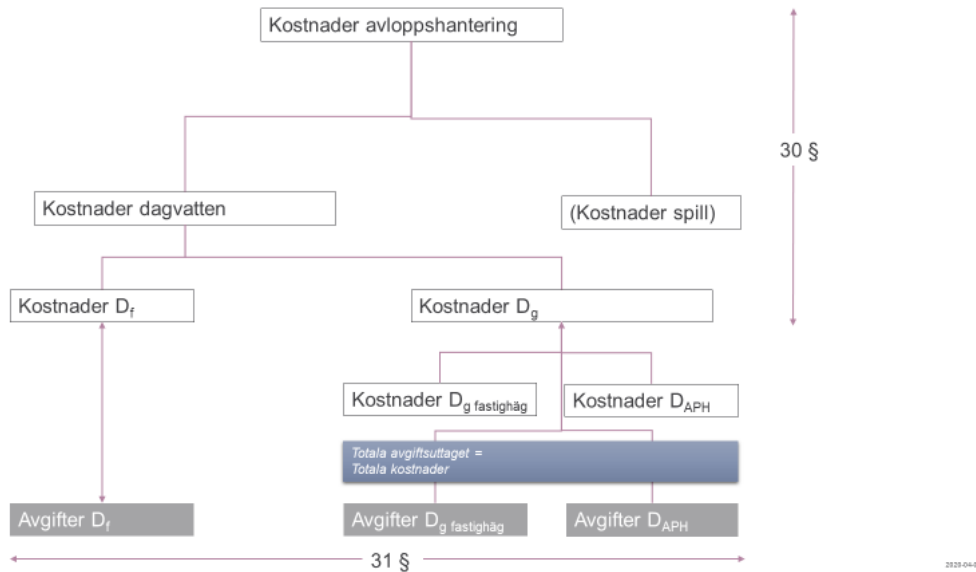 Kostnader avloppshantering
30 §
Kostnader dagvatten
(Kostnader spill)
Kostnader Df
Kostnader Dg
Kostnader Dg fastighäg
Kostnader DAPH
Totala avgiftsuttaget =
Totala kostnader
Avgifter Df
Avgifter Dg fastighäg
Avgifter DAPH
31 §